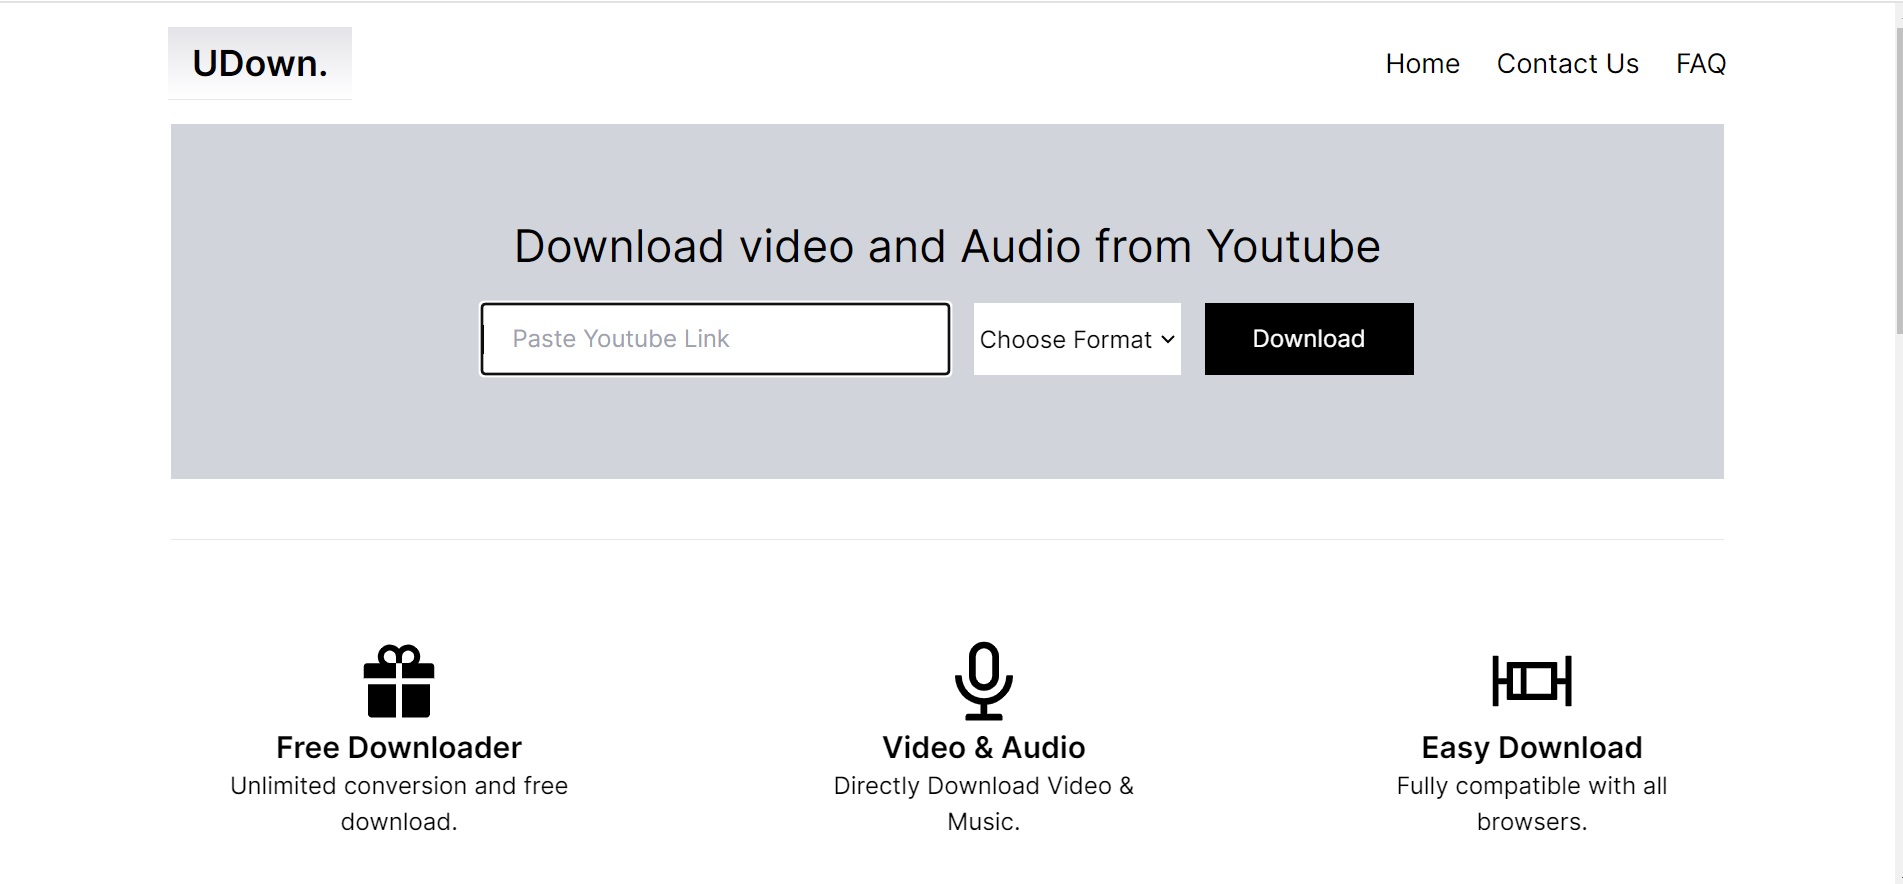 UDown.
Home
Contact Us
FAQ
Download video and Audio from Youtube
Paste Youtube Link
Choose Format
Download
Free Downloader
Unlimited conversion and free
download.
Video & Audio
Directly Download Video &
Music.
Easy Download
Fully compatible with all
browsers.